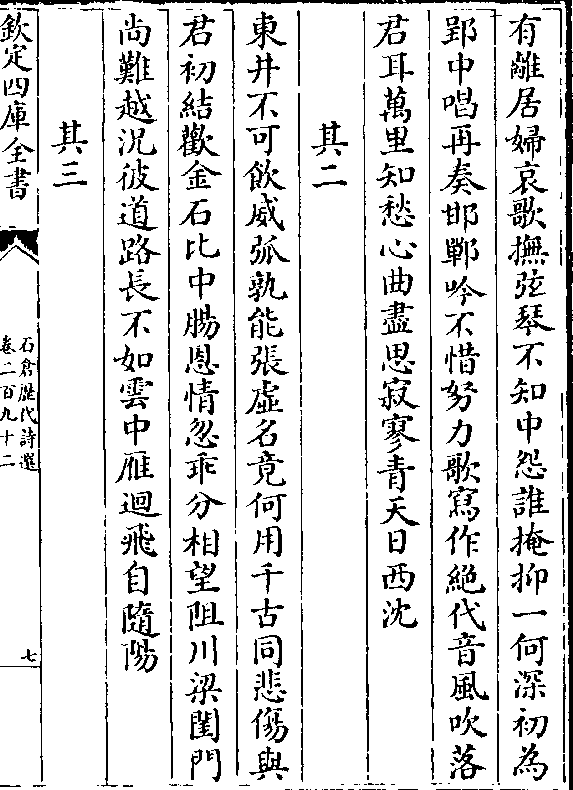 有離居婦哀歌撫弦琴不知中怨誰掩抑一何深初為
郢中唱再奏邯鄲吟不惜努力歌寫作絕代音風吹落
君耳萬里知愁心曲盡思寂寥青天日西沈
其二
東井不可飲威弧孰能張虛名竟何用千古同悲傷與
君初結歡金石比中腸恩情忽乖分相望阻川梁閨門
尚難越況彼道路長不如雲中雁迴飛自隨陽
其三
欽定四庫全書
石倉歷代詩選
卷二百九十二
七